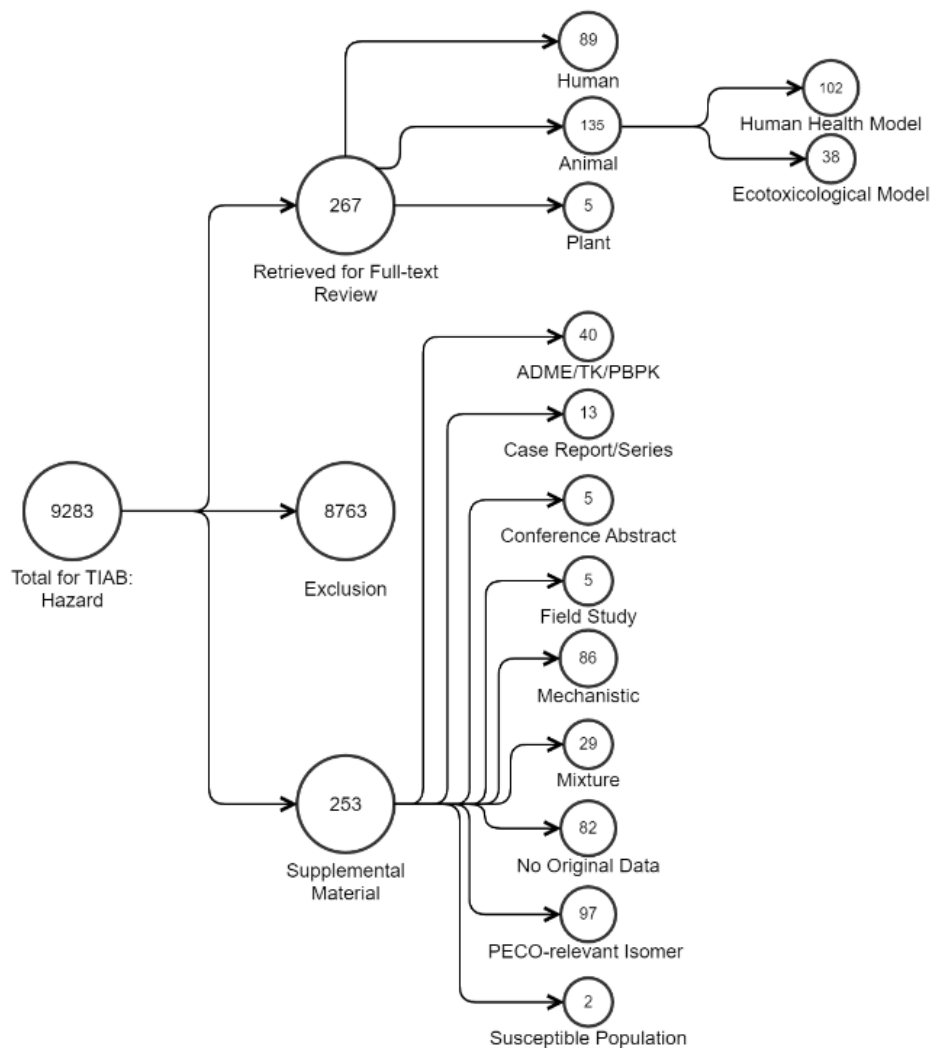 89
Human
135
Animal
102
Human Health Model
38
Ecotoxicological Model
267
Retrieved for Full-text
Review
5
Plant
40
ADME/TK/PBPK
13
Case Report/Series
9283
Total for TIAB:
Hazard
8763
Exclusion
5
Conference Abstract
5
Field Study
86
Mechanistic
253
Supplemental
Material
29
Mixture
82
No Original Data
97
PECO-relevant Isomer
2
Susceptible Population